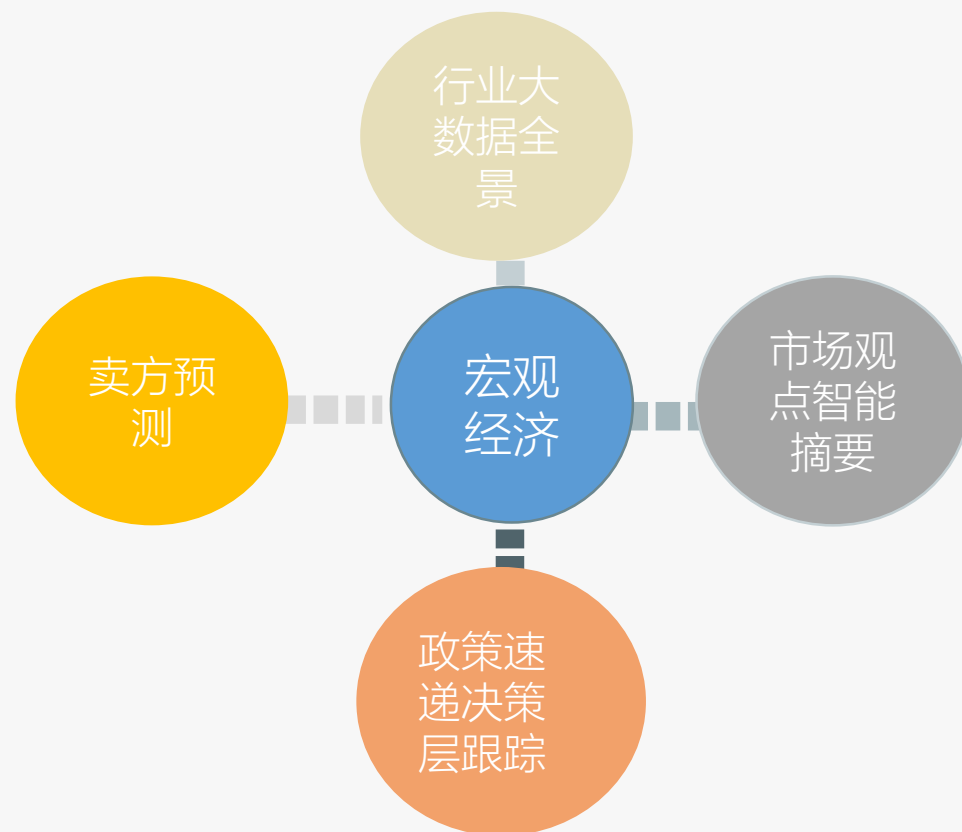 行业大
数据全
景
卖方预
测
宏观
经济
市场观
点智能
摘要
政策速
递决策
层跟踪